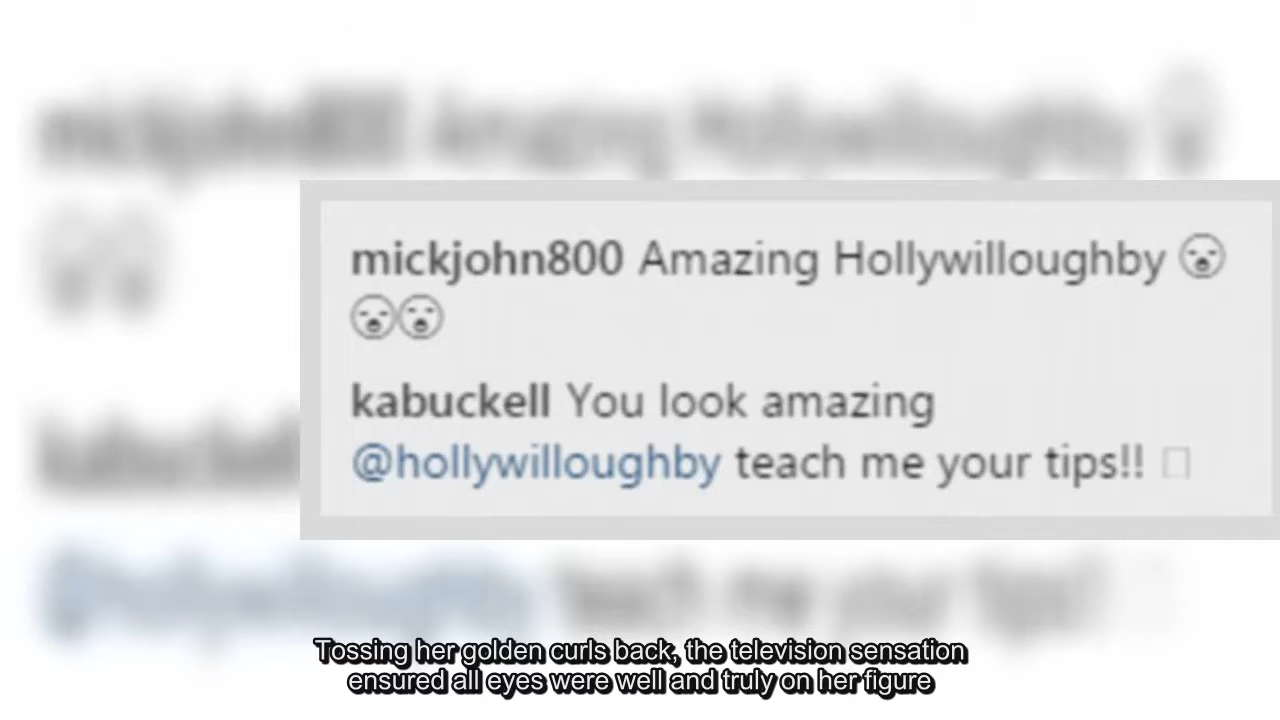 mickjohn800 Amazing Hollywilloughby 😮
😮😮
kabuckell You look amazing
@hollywilloughby teach me your tips!! □
Tossing her golden curls back, the television sensation
ensured all eyes were well and truly on her figure